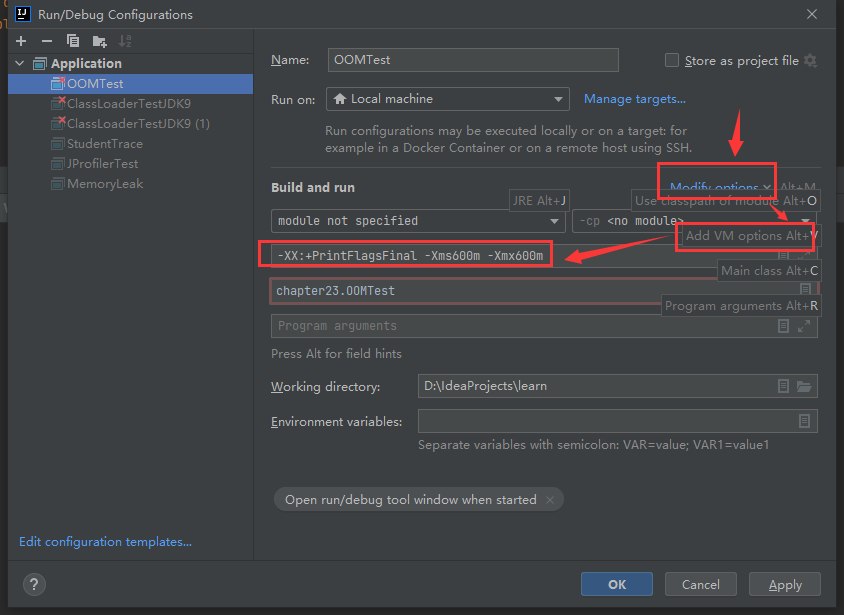 Run/Debug Configurations
Application
OOMTest
ClassLoaderTestJDK9
ClassLoaderTestJDK9 (1)
StudentTrace
JProfilerTest
MemoryLeak
Edit configuration templates...
Name: OOMTest Store as project file
Run on: Local machine Manage targets...
Run configurations may be executed locally or on a target: for
example in a Docker Container or on a remote host using SSH.
Build and run Modify options Alt+M
JRE Alt+J Use classpath of module Alt+O
module not specified -cp <no module>
Add VM options Alt+V
-XX:+PrintFlagsFinal -Xms600m -Xmx600m
Main class Alt+C
chapter23.OOMTest
Program arguments Alt+R
Program arguments
Press Alt for field hints
Working directory: D:\IdeaProjects\learn
Environment variables:
Separate variables with semicolon: VAR=value; VAR1=value1
Open run/debug tool window when started ×
? OK Cancel Apply